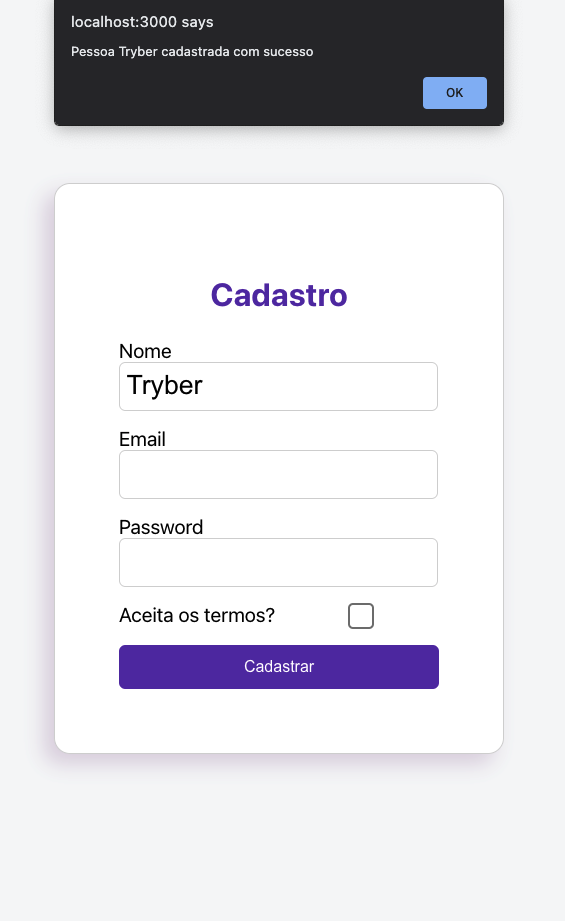 localhost:3000 says
Pessoa Tryber cadastrada com sucesso
OK
Cadastro
Nome
Tryber
Email
Password
Aceita os termos?
Cadastrar